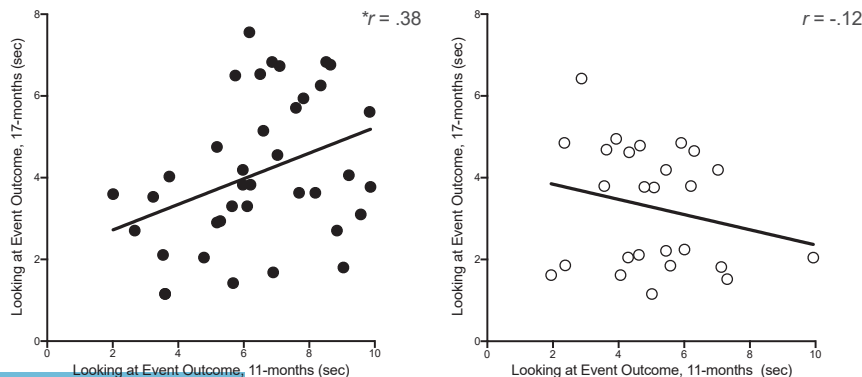 *r = .38
r = -.12
Looking at Event Outcome, 17-months (sec)
8
6
4
2
0
0 2 4 6 8 10
Looking at Event Outcome, 11-months (sec)
Looking at Event Outcome, 17-months (sec)
8
6
4
2
0
0 2 4 6 8 10
Looking at Event Outcome, 11-months (sec)